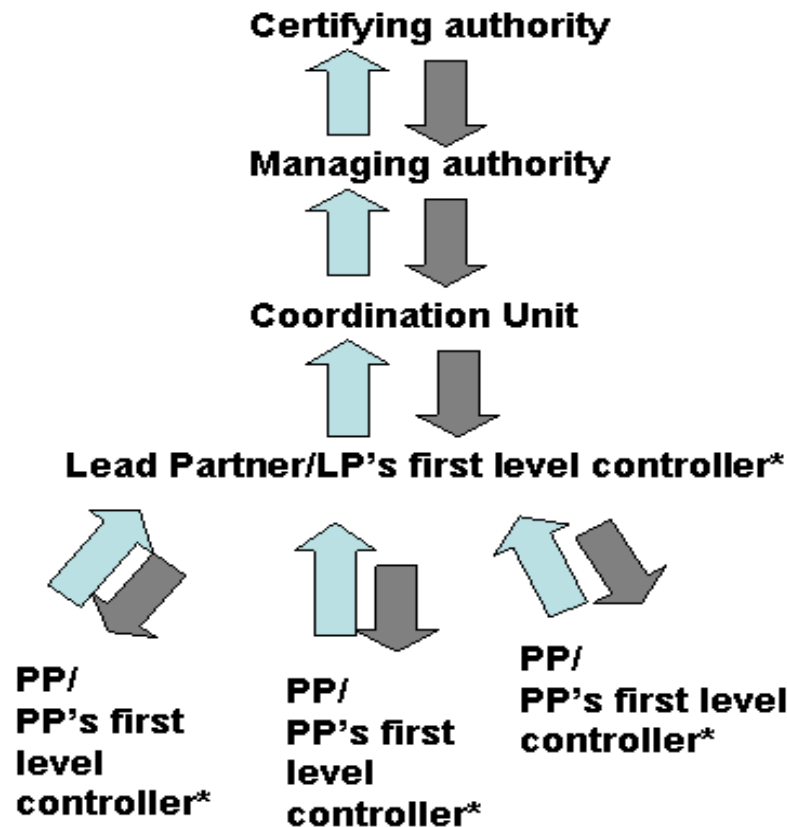 Certifying authority
Managing authority
Coordination Unit
Lead Partner/LP's first level controller*
PP/
PP's first
level
controller*
PP/
PP's first
level
controller*
PP/
PP's first level
controller*